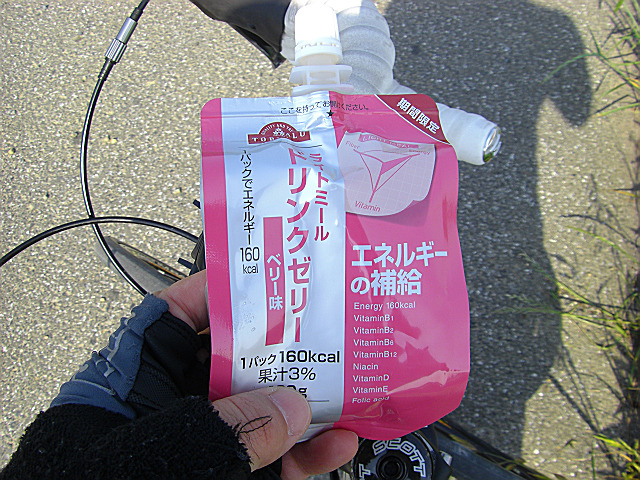 ここを持ってお開けください。
期間限定
TOPVALU
ライトミール
ドリンクゼリー
ベリー味
1パックでエネルギー160kcal
Vitamin
エネルギー
の補給
Energy 160kcal
VitaminB1
VitaminB2
VitaminB6
VitaminB12
Niacin
VitaminD
VitaminE
Folic acid
1パック160kcal
果汁3%
SCOTT